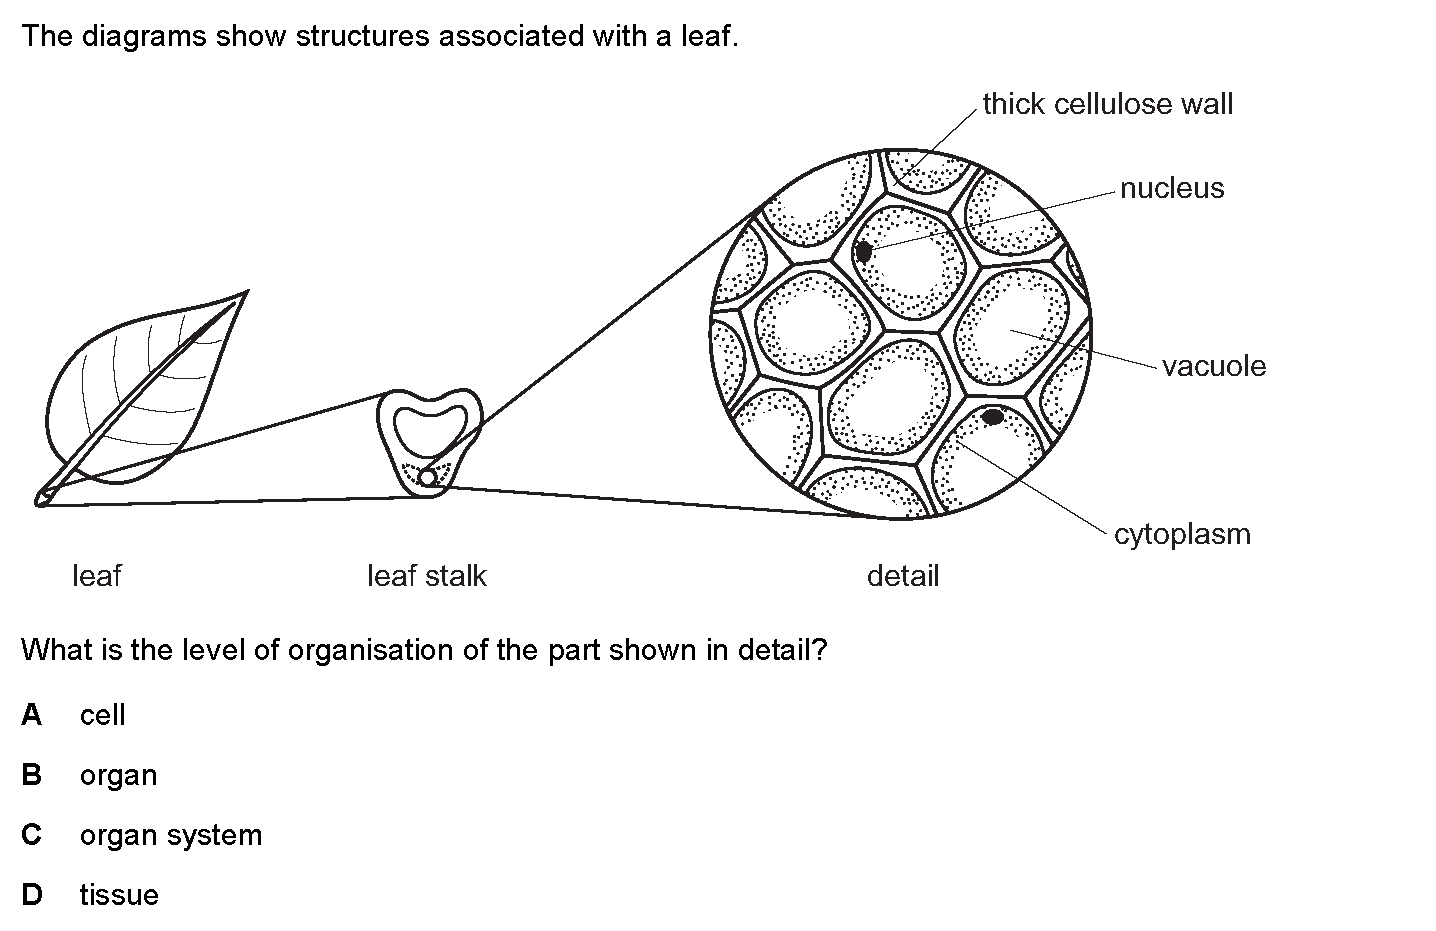 The diagrams show structures associated with a leaf.
thick cellulose wall
nucleus
vacuole
cytoplasm
leaf
leaf stalk
detail
What is the level of organisation of the part shown in detail?
A cell
B organ
C organ system
D tissue